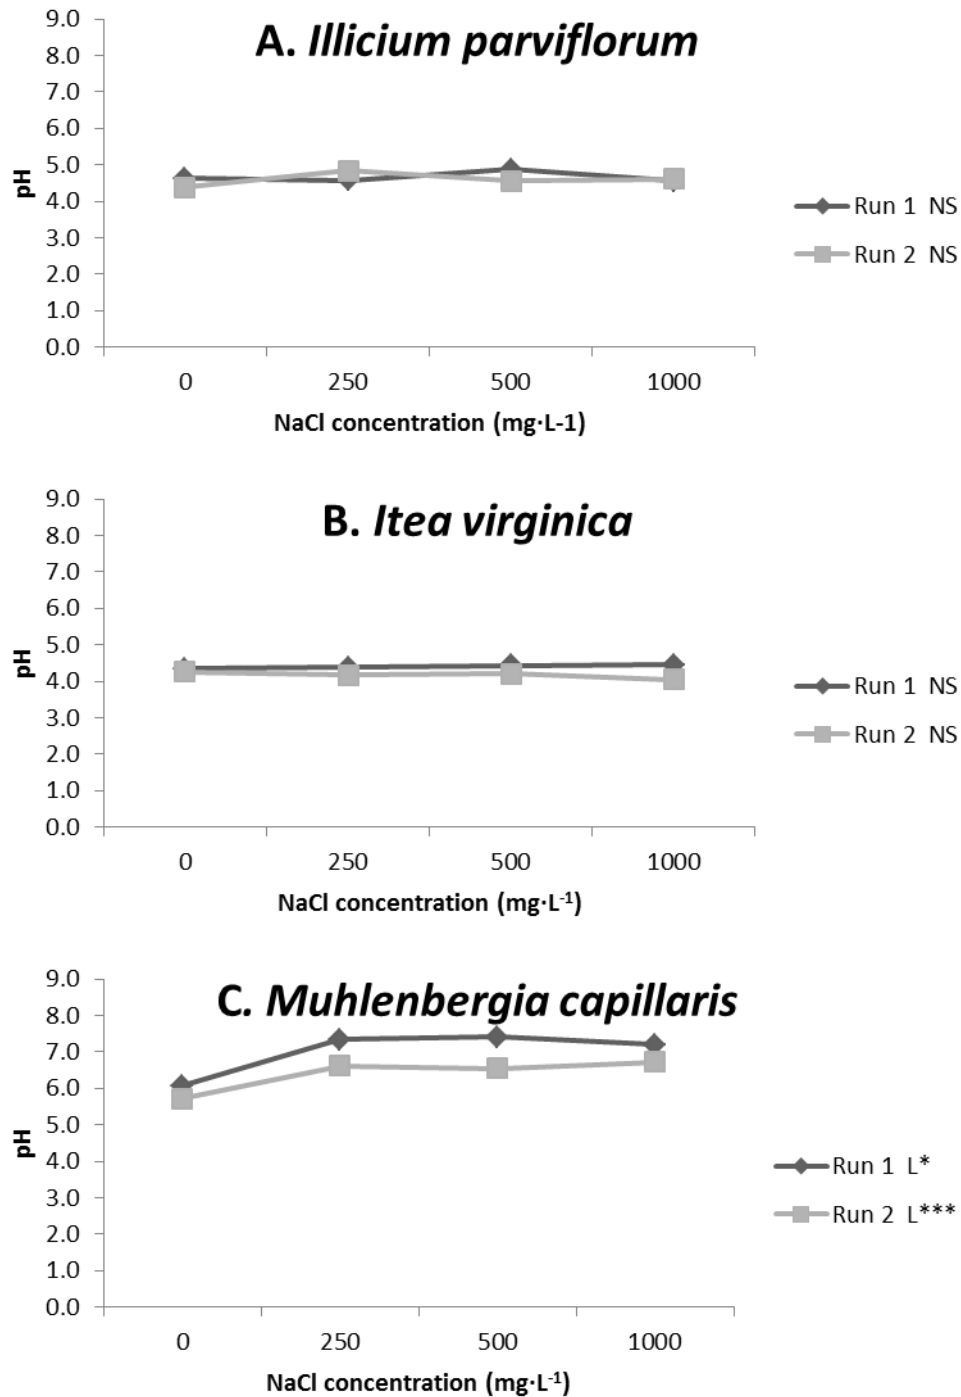 A. Illicium parviflorum
9.0
8.0
7.0
6.0
5.0
4.0
3.0
2.0
1.0
0.0
pH
0 250 500 1000
NaCl concentration (mg·L-1)
Run 1 NS
Run 2 NS
B. Itea virginica
9.0
8.0
7.0
6.0
5.0
4.0
3.0
2.0
1.0
0.0
pH
0 250 500 1000
NaCl concentration (mg·L⁻¹)
Run 1 NS
Run 2 NS
C. Muhlenbergia capillaris
9.0
8.0
7.0
6.0
5.0
4.0
3.0
2.0
1.0
0.0
pH
0 250 500 1000
NaCl concentration (mg·L⁻¹)
Run 1 L*
Run 2 L***